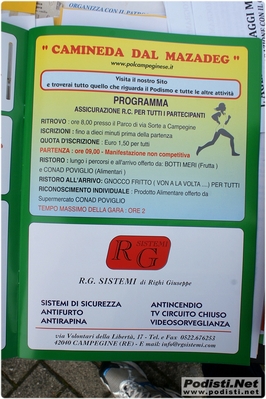 ORGANIZZA CON IL PATRO
" CAMINEDA DAL MAZADEG "
www.polcampeginese.it
Visita il nostro Sito
e troverai tutto quello che riguarda il Podismo e tutte le altre attività
PROGRAMMA
ASSICURAZIONE R.C. PER TUTTI I PARTECIPANTI
RITROVO : ore 8,00 presso il Parco di via Sorte a Campegine
ISCRIZIONI : fino a dieci minuti prima della partenza
QUOTA D'ISCRIZIONE : Euro 1,50 per tutti
PARTENZA : ore 09,00 - Manifestazione non competitiva
RISTORO : lungo i percorsi e all'arrivo offerto da: BOTTI MERI (Frutta )
e CONAD POVIGLIO (Alimentari )
RISTORO ALL'ARRIVO: GNOCCO FRITTO ( VON A LA VOLTA ....) PER TUTTI
RICONOSCIMENTO INDIVIDUALE : Prodotto Alimentare offerto da
Supermercato CONAD POVIGLIO
TEMPO MASSIMO DELLA GARA : ORE 2
RG SISTEMI
R.G. SISTEMI di Righi Giuseppe
SISTEMI DI SICUREZZA
ANTIFURTO
ANTIRAPINA
ANTINCENDIO
TV CIRCUITO CHIUSO
VIDEOSORVEGLIANZA
via Volontari della Libertà, 17 - Tel. e Fax 0522.676253
42040 CAMPEGINE (RE) - E-mail: info@rgsistemi.com
Podisti.Net
www.podisti.net